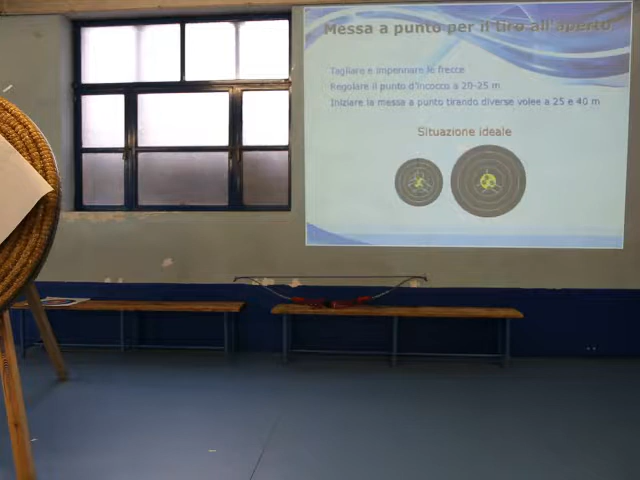 Messa a punto per il tiro all'aperto
Tagliare e impennare le frecce
Regolare il punto d'incocco a 20-25 m
Iniziare la messa a punto tirando diverse volee a 25 e 40 m
Situazione ideale